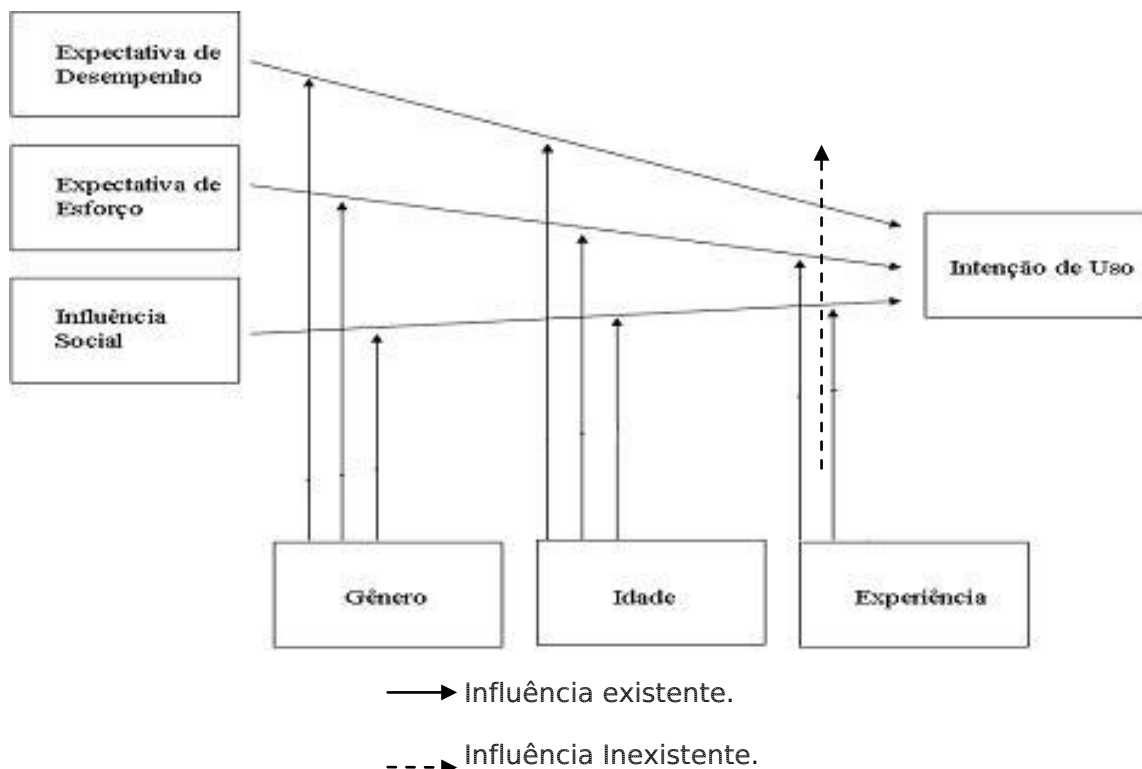 Expectativa de
Desempenho
Expectativa de
Esforço
Influência
Social
Intenção de Uso
Gênero
Idade
Experiência
Influência existente.
Influência Inexistente.